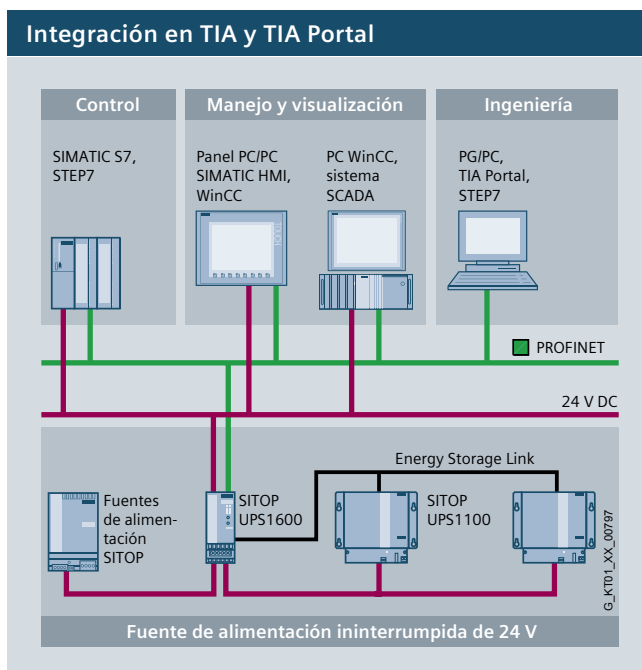 Integración en TIA y TIA Portal
Control
Manejo y visualización
Ingeniería
SIMATIC S7,
STEP7
Panel PC/PC
SIMATIC HMI,
WinCC
PC WinCC,
sistema
SCADA
PG/PC,
TIA Portal,
STEP7
PROFINET
24 V DC
Energy Storage Link
Fuentes
de alimen-
tación
SITOP
SITOP
UPS1600
SITOP
UPS1100
G_KT01_XX_00797
Fuente de alimentación ininterrumpida de 24 V